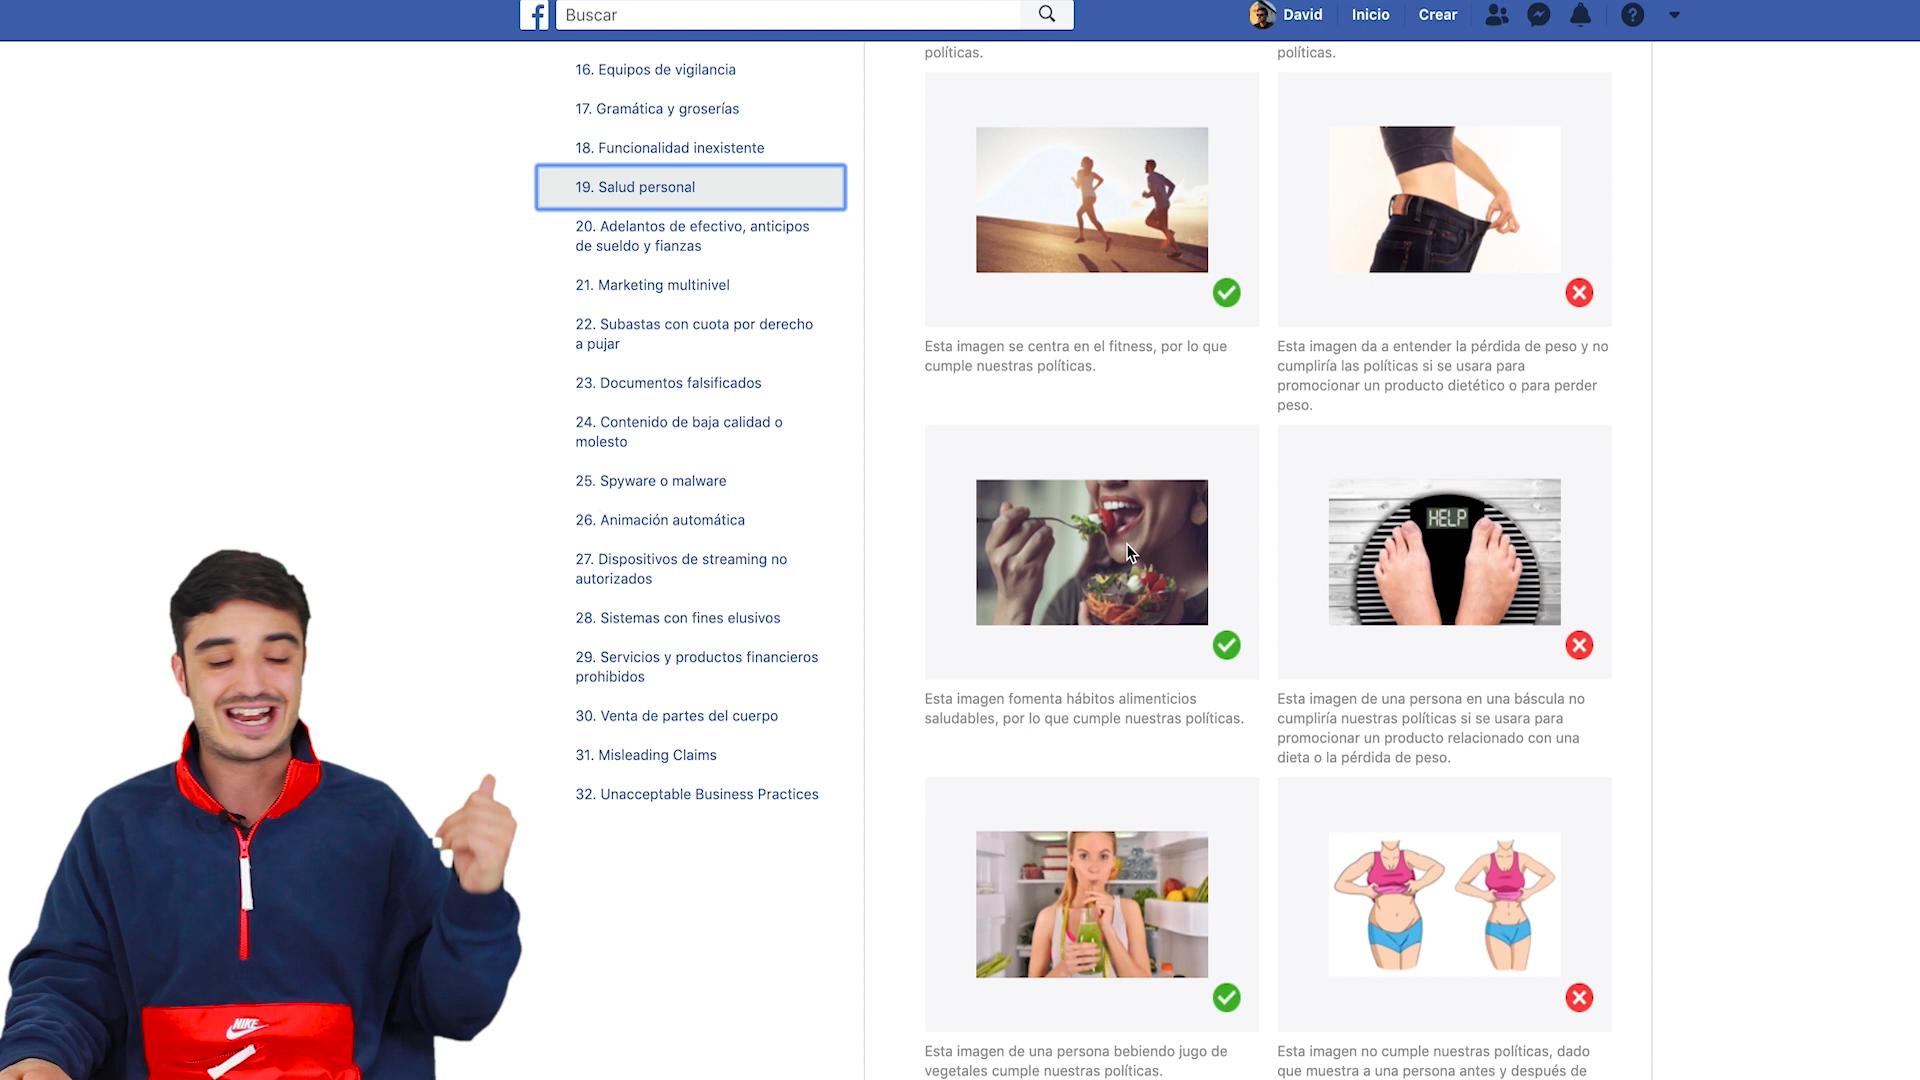 Buscar
David
Inicio
Crear
16. Equipos de vigilancia
17. Gramática y groserías
18. Funcionalidad inexistente
19. Salud personal
20. Adelantos de efectivo, anticipos
de sueldo y fianzas
21. Marketing multinivel
22. Subastas con cuota por derecho
a pujar
23. Documentos falsificados
24. Contenido de baja calidad o
molesto
25. Spyware o malware
26. Animación automática
27. Dispositivos de streaming no
autorizados
28. Sistemas con fines elusivos
29. Servicios y productos financieros
prohibidos
30. Venta de partes del cuerpo
31. Misleading Claims
32. Unacceptable Business Practices
políticas.
políticas.
Esta imagen se centra en el fitness, por lo que
cumple nuestras políticas.
Esta imagen da a entender la pérdida de peso y no
cumpliría las políticas si se usara para
promocionar un producto dietético o para perder
peso.
HELP
Esta imagen fomenta hábitos alimenticios
saludables, por lo que cumple nuestras políticas.
Esta imagen de una persona en una báscula no
cumpliría nuestras políticas si se usara para
promocionar un producto relacionado con una
dieta o la pérdida de peso.
Esta imagen de una persona bebiendo jugo de
vegetales cumple nuestras políticas.
Esta imagen no cumple nuestras políticas, dado
que muestra a una persona antes y después de
NIKE